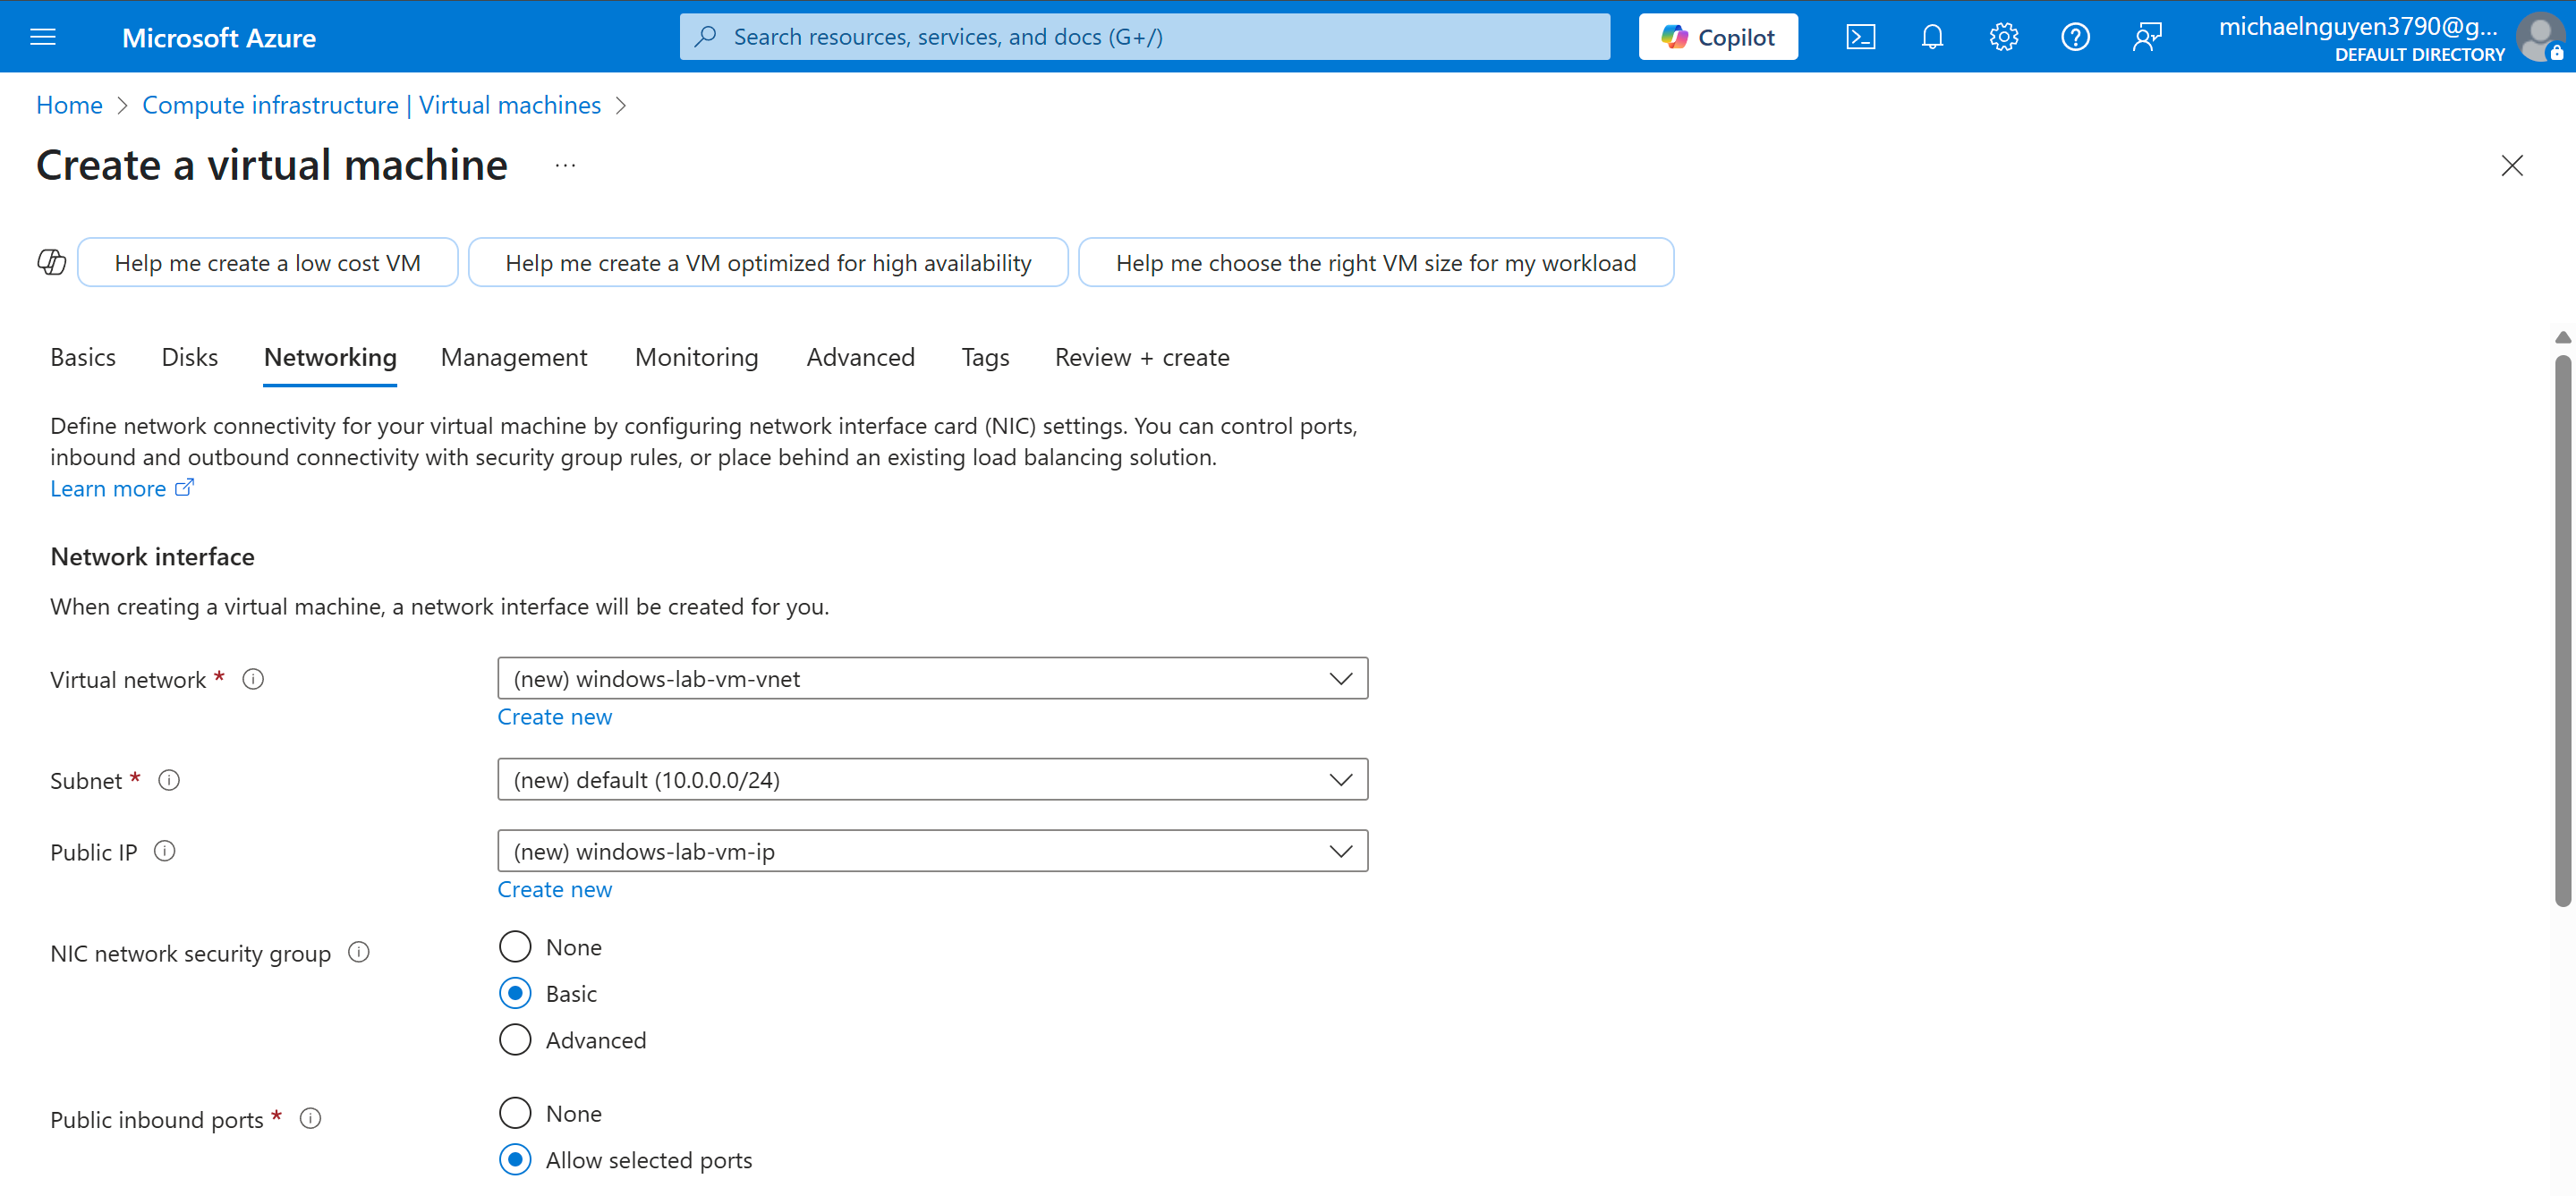 Microsoft Azure
Search resources, services, and docs (G+/)
Copilot
michaelnguyen3790@g...
DEFAULT DIRECTORY
Home > Compute infrastructure | Virtual machines >
Create a virtual machine ...
Help me create a low cost VM
Help me create a VM optimized for high availability
Help me choose the right VM size for my workload
Basics Disks Networking Management Monitoring Advanced Tags Review + create
Define network connectivity for your virtual machine by configuring network interface card (NIC) settings. You can control ports,
inbound and outbound connectivity with security group rules, or place behind an existing load balancing solution.
Learn more
Network interface
When creating a virtual machine, a network interface will be created for you.
Virtual network *
(new) windows-lab-vm-vnet
Create new
Subnet *
(new) default (10.0.0.0/24)
Public IP
(new) windows-lab-vm-ip
Create new
NIC network security group
None
Basic
Advanced
Public inbound ports *
None
Allow selected ports